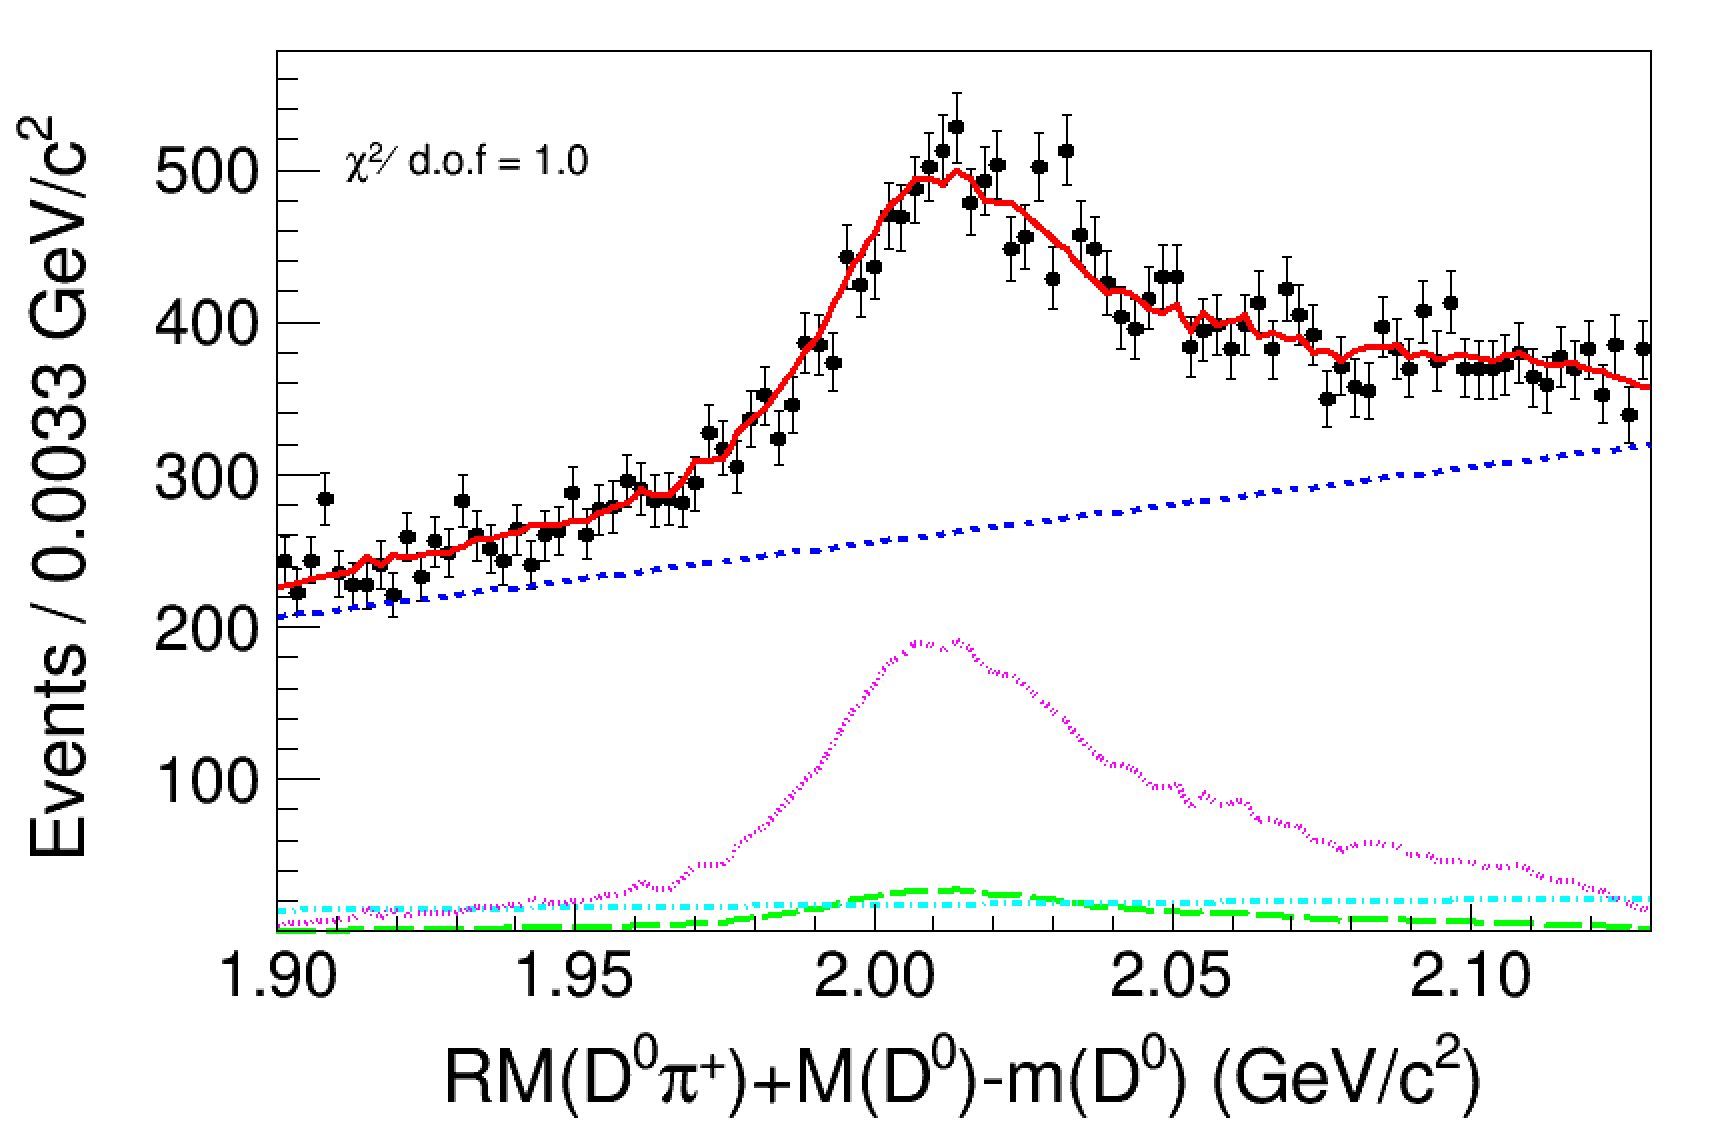 Events / 0.0033 GeV/c²
500
400
300
200
100
χ²/ d.o.f = 1.0
1.90 1.95 2.00 2.05 2.10
RM(D⁰π⁺)+M(D⁰)-m(D⁰) (GeV/c²)